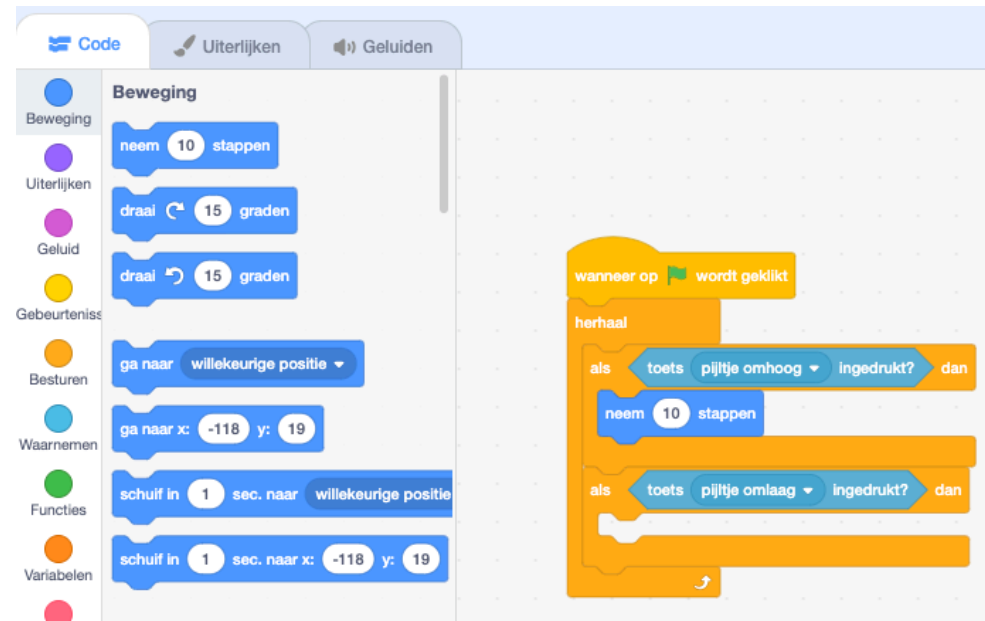 Code Uiterlijken Geluiden
Beweging
Uiterlijken
Geluid
Gebeurteniss
Besturen
Waarnemen
Functies
Variabelen
Beweging
neem 10 stappen
draai 15 graden
draai 15 graden
ga naar willekeurige positie
ga naar x: -118 y: 19
schuif in 1 sec. naar willekeurige positie
schuif in 1 sec. naar x: -118 y: 19
wanneer op wordt geklikt
herhaal
als toets pijltje omhoog ingedrukt? dan
neem 10 stappen
als toets pijltje omlaag ingedrukt? dan